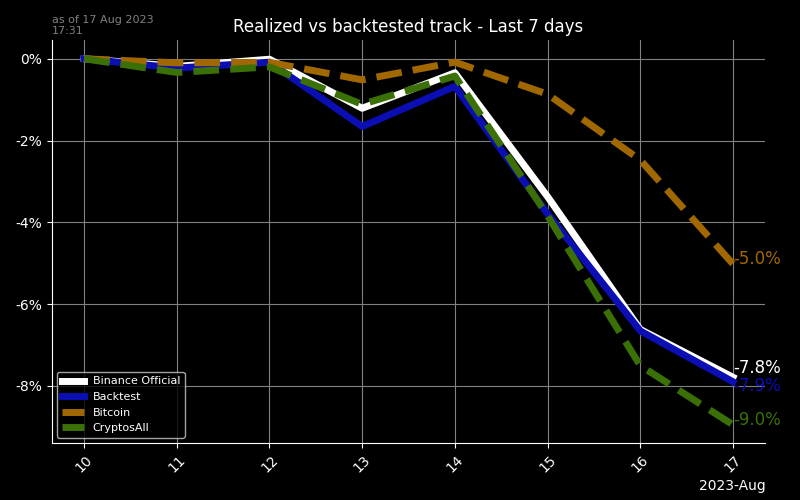 as of 17 Aug 2023
17:31
Realized vs backtested track - Last 7 days
0%
-2%
-4%
-6%
-8%
-5.0%
-7.8%
-7.9%
-9.0%
Binance Official
Backtest
Bitcoin
CryptosAll
10
11
12
13
14
15
16
17
2023-Aug